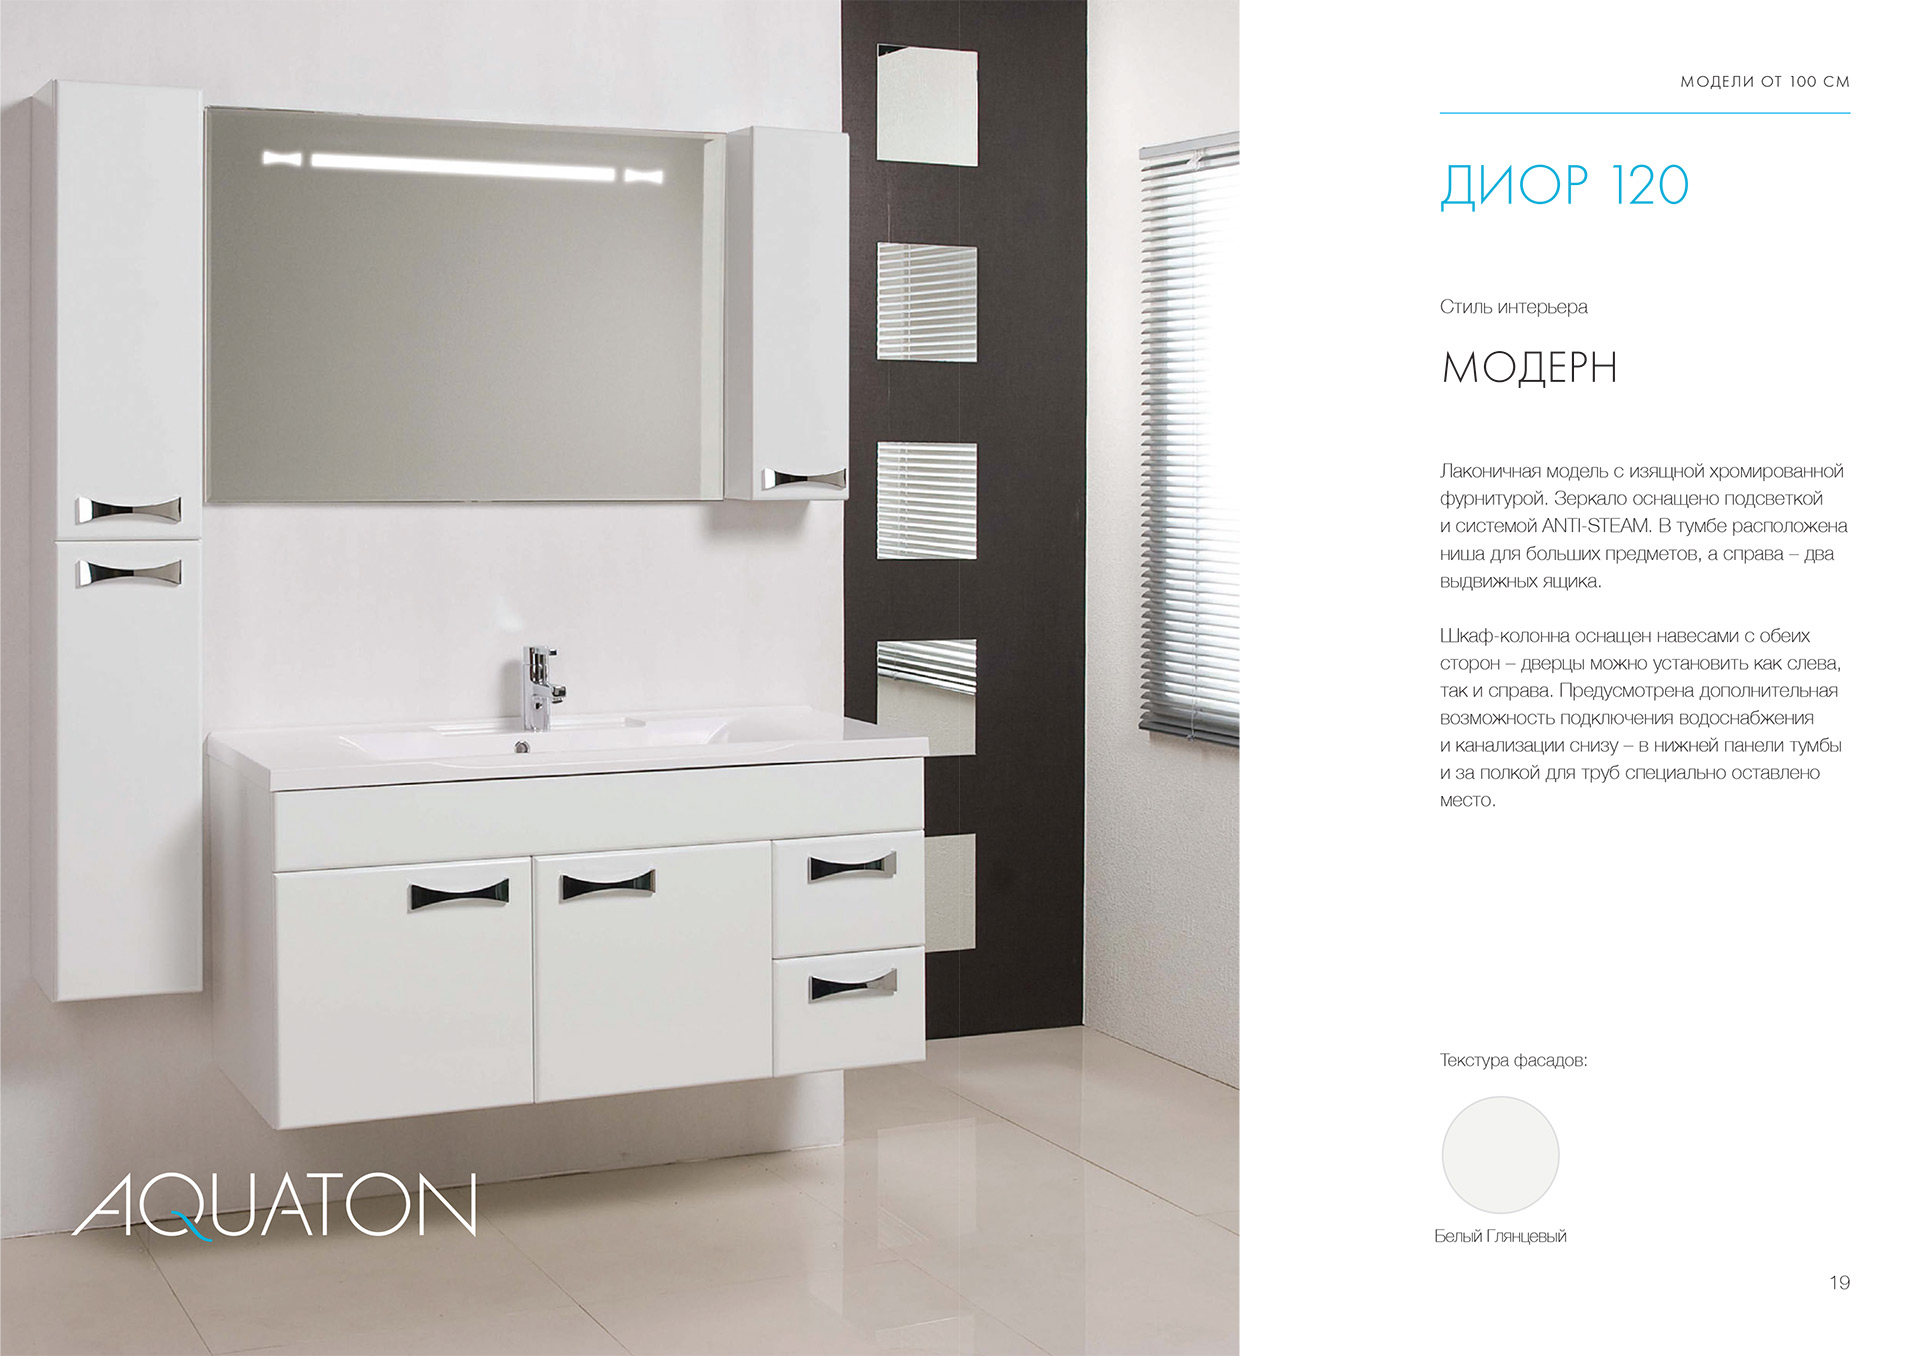 МОДЕЛИ ОТ 100 СМ
ДИОР 120
Стиль интерьера
МОДЕРН
Лаконичная модель с изящной хромированной
фурнитурой. Зеркало оснащено подсветкой
и системой ANTI-STEAM. В тумбе расположена
ниша для больших предметов, а справа – два
выдвижных ящика.
Шкаф-колонна оснащен навесами с обеих
сторон – дверцы можно установить как слева,
так и справа. Предусмотрена дополнительная
возможность подключения водоснабжения
и канализации снизу – в нижней панели тумбы
и за полкой для труб специально оставлено
место.
Текстура фасадов:
Белый Глянцевый
AQUATON
19